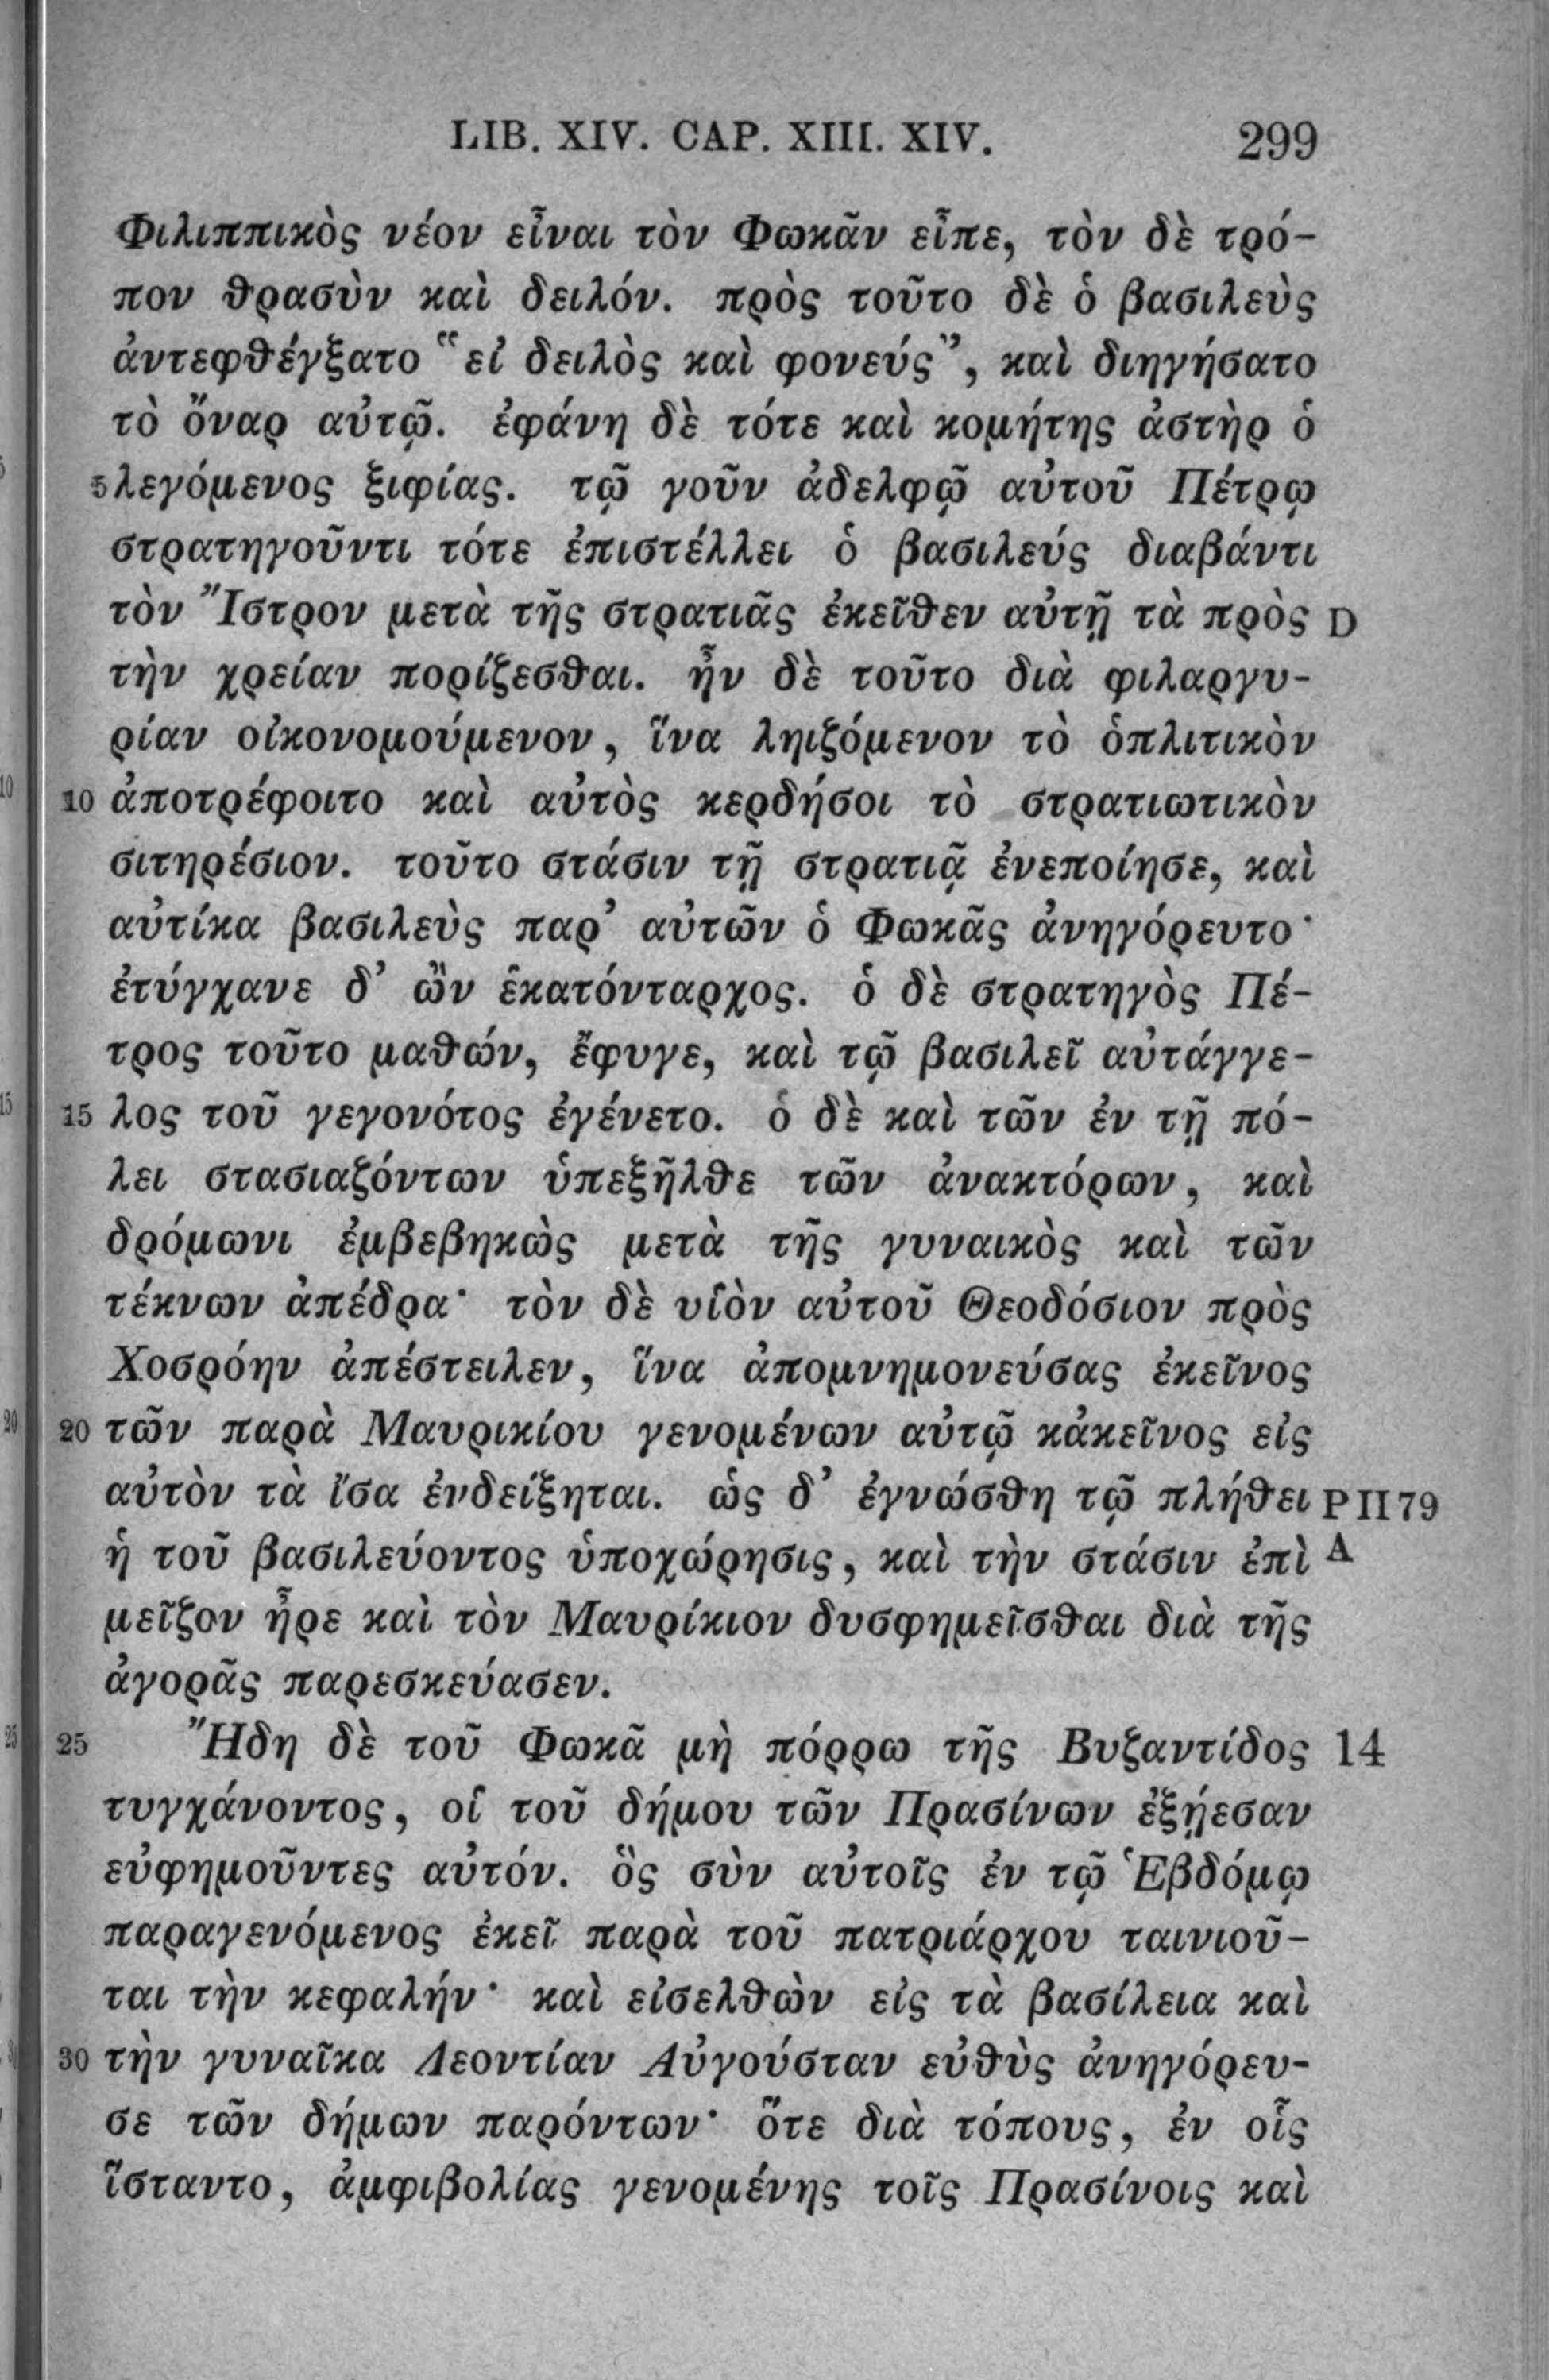 LIB. XIV. CAP. XIII. XIV. 299
Φιλιππικὸς νέον εἶναι τὸν Φωκᾶν εἶπε, τὸν δὲ τρό-
πον θρασὺν καὶ δειλόν. πρὸς τοῦτο δὲ ὁ βασιλεὺς
ἀντεφθέγξατο “εἰ δειλὸς καὶ φονεύς”, καὶ διηγήσατο
τὸ ὄναρ αὐτῷ. ἐφάνη δὲ τότε καὶ κομήτης ἀστὴρ ὁ
5 λεγόμενος ξιφίας. τῷ γοῦν ἀδελφῷ αὐτοῦ Πέτρῳ
στρατηγοῦντι τότε ἐπιστέλλει ὁ βασιλεύς διαβάντι
τὸν Ἴστρον μετὰ τῆς στρατιᾶς ἐκεῖθεν αὐτῇ τὰ πρὸς D
τὴν χρείαν πορίζεσθαι. ἦν δὲ τοῦτο διὰ φιλαργυ-
ρίαν οἰκονομούμενον, ἵνα ληιζόμενον τὸ ὁπλιτικὸν
10 ἀποτρέφοιτο καὶ αὐτὸς κερδήσοι τὸ στρατιωτικὸν
σιτηρέσιον. τοῦτο στάσιν τῇ στρατιᾷ ἐνεποίησε, καὶ
αὐτίκα βασιλεὺς παρ’ αὐτῶν ὁ Φωκᾶς ἀνηγόρευτο·
ἐτύγχανε δ’ ὢν ἑκατόνταρχος. ὁ δὲ στρατηγὸς Πέ-
τρος τοῦτο μαθών, ἔφυγε, καὶ τῷ βασιλεῖ αὐτάγγε-
15 λος τοῦ γεγονότος ἐγένετο. ὁ δὲ καὶ τῶν ἐν τῇ πό-
λει στασιαζόντων ὑπεξῆλθε τῶν ἀνακτόρων, καὶ
δρόμωνι ἐμβεβηκὼς μετὰ τῆς γυναικὸς καὶ τῶν
τέκνων ἀπέδρα· τὸν δὲ υἱὸν αὐτοῦ Θεοδόσιον πρὸς
Χοσρόην ἀπέστειλεν, ἵνα ἀπομνημονεύσας ἐκεῖνος
20 τῶν παρὰ Μαυρικίου γενομένων αὐτῷ κἀκεῖνος εἰς
αὐτὸν τὰ ἴσα ἐνδείξηται. ὡς δ’ ἐγνώσθη τῷ πλήθει P II 79
ἡ τοῦ βασιλεύοντος ὑποχώρησις, καὶ τὴν στάσιν ἐπὶ A
μεῖζον ἦρε καὶ τὸν Μαυρίκιον δυσφημεῖσθαι διὰ τῆς
ἀγορᾶς παρεσκεύασεν.
25 Ἤδη δὲ τοῦ Φωκᾶ μὴ πόρρω τῆς Βυζαντίδος 14
τυγχάνοντος, οἱ τοῦ δήμου τῶν Πρασίνων ἐξῄεσαν
εὐφημοῦντες αὐτόν. ὃς σὺν αὐτοῖς ἐν τῷ Ἑβδόμῳ
παραγενόμενος ἐκεῖ παρὰ τοῦ πατριάρχου ταινιοῦ-
ται τὴν κεφαλήν· καὶ εἰσελθὼν εἰς τὰ βασίλεια καὶ
30 τὴν γυναῖκα Λεοντίαν Αὐγούσταν εὐθὺς ἀνηγόρευ-
σε τῶν δήμων παρόντων· ὅτε διὰ τόπους, ἐν οἷς
ἵσταντο, ἀμφιβολίας γενομένης τοῖς Πρασίνοις καὶ